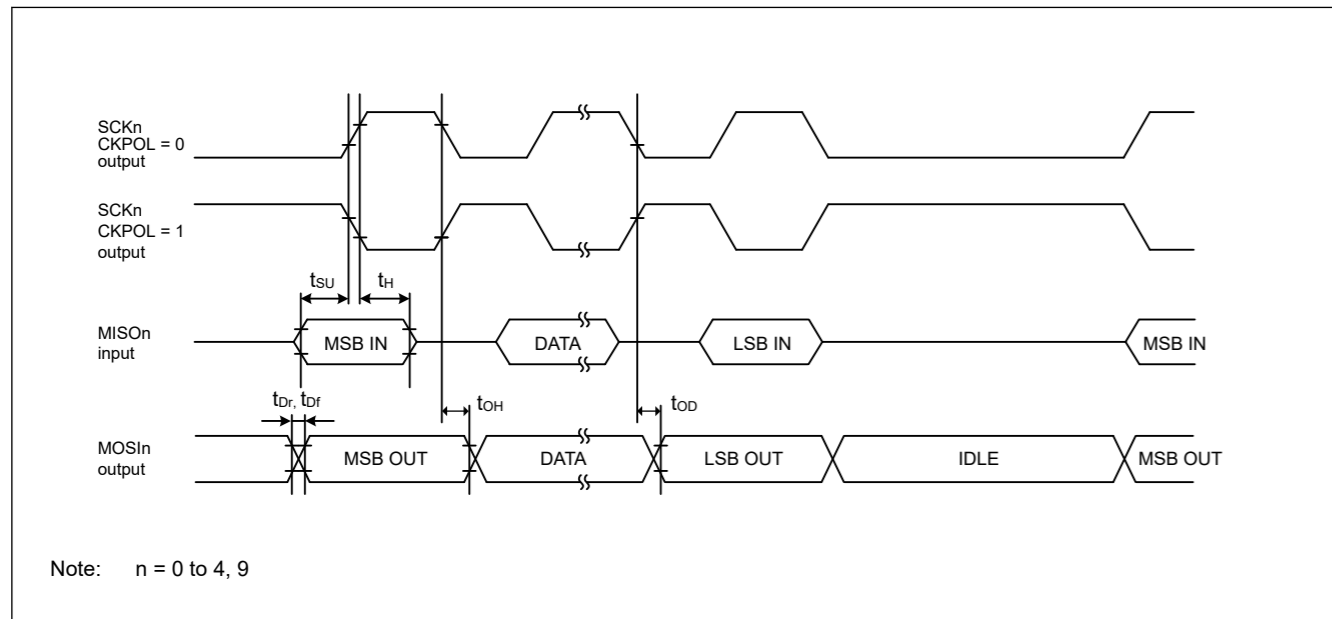 SCKn
CKPOL = 0
output
SCKn
CKPOL = 1
output
tSU
tH
MISOn
input
MSB IN
DATA
LSB IN
MSB IN
tDr, tDf
tOH
tOD
MOSIn
output
MSB OUT
DATA
LSB OUT
IDLE
MSB OUT
Note: n = 0 to 4, 9